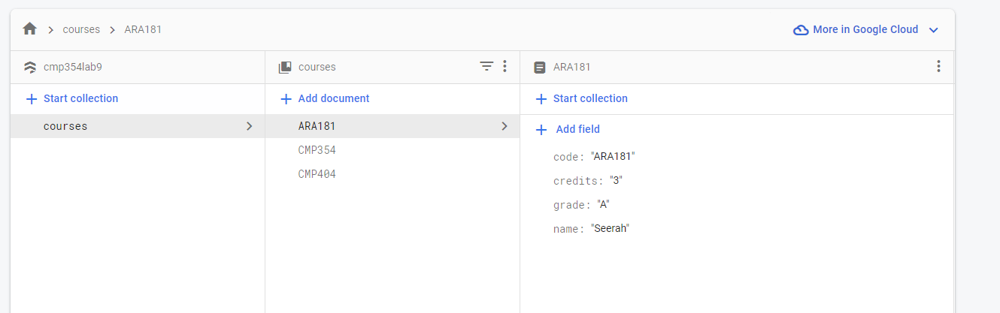 courses ARA181 More in Google Cloud
cmp354lab9 courses ARA181
Start collection Add document Start collection
courses ARA181
Add field
CMP354
code: "ARA181"
CMP404
credits: "3"
grade: "A"
name: "Seerah"